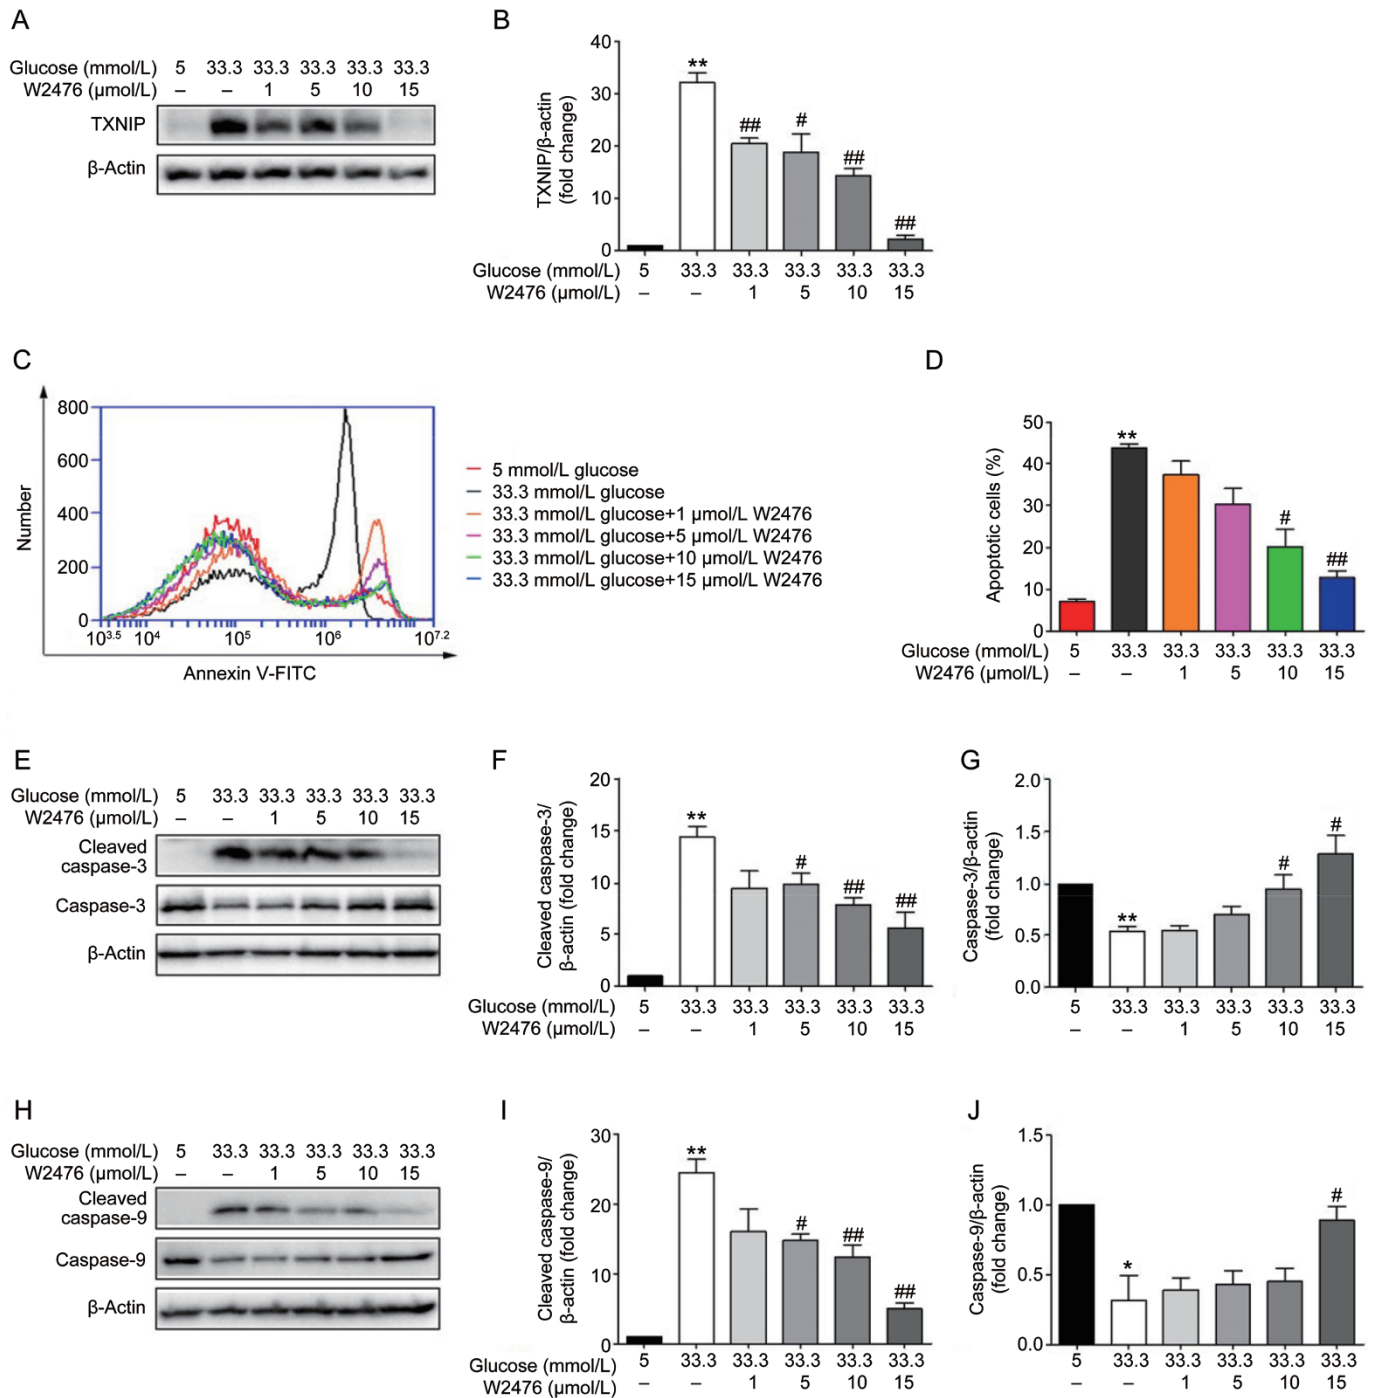 A
Glucose (mmol/L) 5 33.3 33.3 33.3 33.3 33.3
W2476 (µmol/L) – – 1 5 10 15
TXNIP
β-Actin
B
TXNIP/β-actin
(fold change)
40
30
20
10
0
**
##
#
##
##
Glucose (mmol/L) 5 33.3 33.3 33.3 33.3 33.3
W2476 (µmol/L) – – 1 5 10 15
C
Number
800
600
400
200
0
10^3.5 10^4 10^5 10^6 10^7.2
Annexin V-FITC
5 mmol/L glucose
33.3 mmol/L glucose
33.3 mmol/L glucose+1 µmol/L W2476
33.3 mmol/L glucose+5 µmol/L W2476
33.3 mmol/L glucose+10 µmol/L W2476
33.3 mmol/L glucose+15 µmol/L W2476
D
Apoptotic cells (%)
50
40
30
20
10
0
**
#
##
Glucose (mmol/L) 5 33.3 33.3 33.3 33.3 33.3
W2476 (µmol/L) – – 1 5 10 15
E
Glucose (mmol/L) 5 33.3 33.3 33.3 33.3 33.3
W2476 (µmol/L) – – 1 5 10 15
Cleaved
caspase-3
Caspase-3
β-Actin
F
Cleaved caspase-3/
β-actin (fold change)
20
15
10
5
0
**
#
##
##
Glucose (mmol/L) 5 33.3 33.3 33.3 33.3 33.3
W2476 (µmol/L) – – 1 5 10 15
G
Caspase-3/β-actin
(fold change)
2.0
1.5
1.0
0.5
0.0
**
#
#
5 33.3 33.3 33.3 33.3 33.3
– – 1 5 10 15
H
Glucose (mmol/L) 5 33.3 33.3 33.3 33.3 33.3
W2476 (µmol/L) – – 1 5 10 15
Cleaved
caspase-9
Caspase-9
β-Actin
I
Cleaved caspase-9/
β-actin (fold change)
30
20
10
0
**
#
##
##
Glucose (mmol/L) 5 33.3 33.3 33.3 33.3 33.3
W2476 (µmol/L) – – 1 5 10 15
J
Caspase-9/β-actin
(fold change)
1.5
1.0
0.5
0.0
*
#
5 33.3 33.3 33.3 33.3 33.3
– – 1 5 10 15